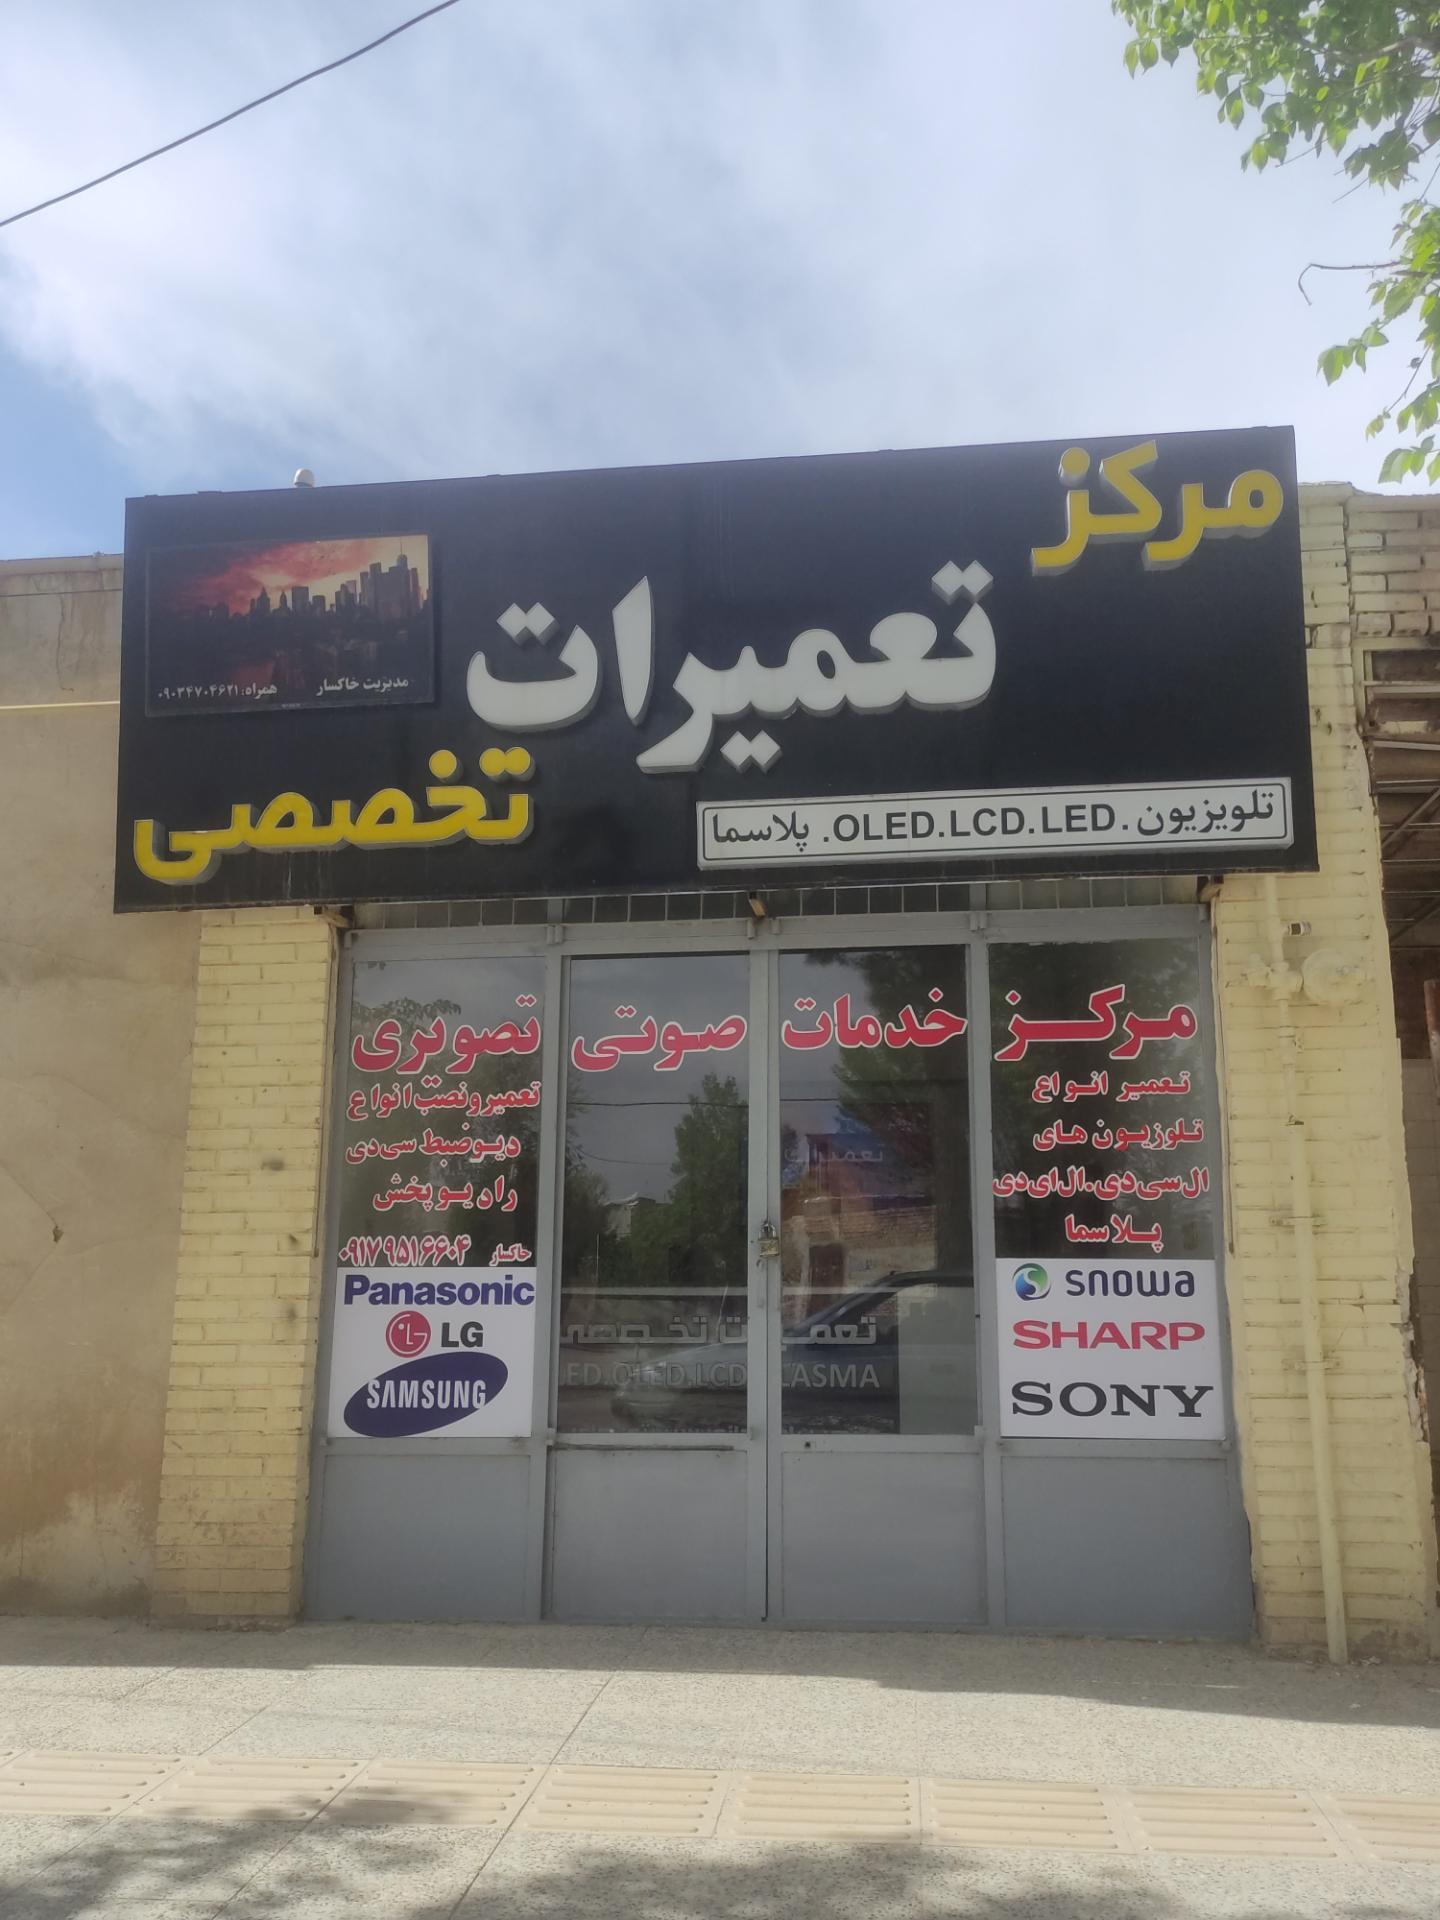 مرکز
تعمیرات
تخصصی
مدیریت خاکسار همراه: ۰۹۰۳۴۷۰۴۶۲۱
تلویزیون .OLED.LCD.LED. پلاسما
مرکز خدمات صوتی تصویری
تعمیر انواع
تلوزیون های
ال سی دی.ال ای دی
پلاسما
snowa
SHARP
SONY
تعمیر و نصب انواع
دیو ضبط سی دی
رادیو پخش
خاکسار ۰۹۱۷۹۵۱۶۶۰۴
Panasonic
LG
SAMSUNG
تعمیرات تخصصی